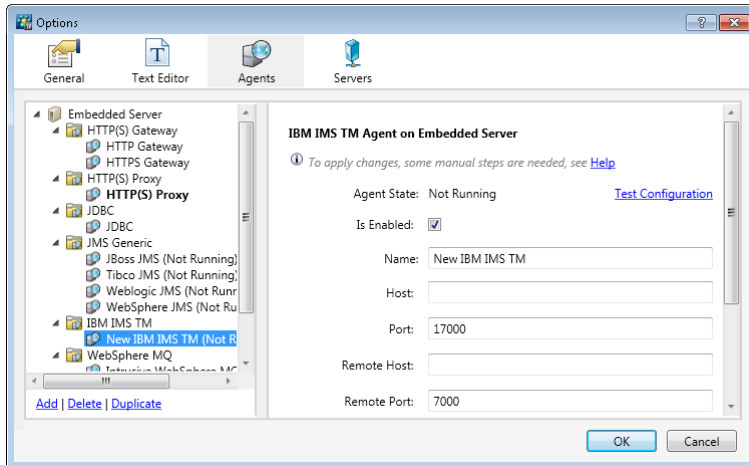 Options
General Text Editor Agents Servers
Embedded Server
HTTP(S) Gateway
HTTP Gateway
HTTPS Gateway
HTTP(S) Proxy
HTTP(S) Proxy
JDBC
JDBC
JMS Generic
JBoss JMS (Not Running)
Tibco JMS (Not Running)
Weblogic JMS (Not Runr
WebSphere JMS (Not Ru
IBM IMS TM
New IBM IMS TM (Not R
WebSphere MQ
Intrusive WebSphere MC
Add | Delete | Duplicate
IBM IMS TM Agent on Embedded Server
To apply changes, some manual steps are needed, see Help
Agent State: Not Running Test Configuration
Is Enabled:
Name: New IBM IMS TM
Host:
Port: 17000
Remote Host:
Remote Port: 7000
OK Cancel